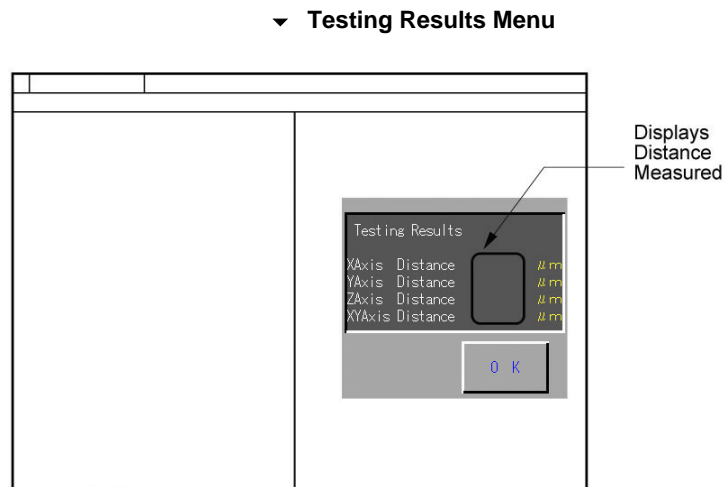 Testing Results Menu
Displays
Distance
Measured
Testing Results
XAxis Distance μm
YAxis Distance μm
ZAxis Distance μm
XYAxis Distance μm
O K